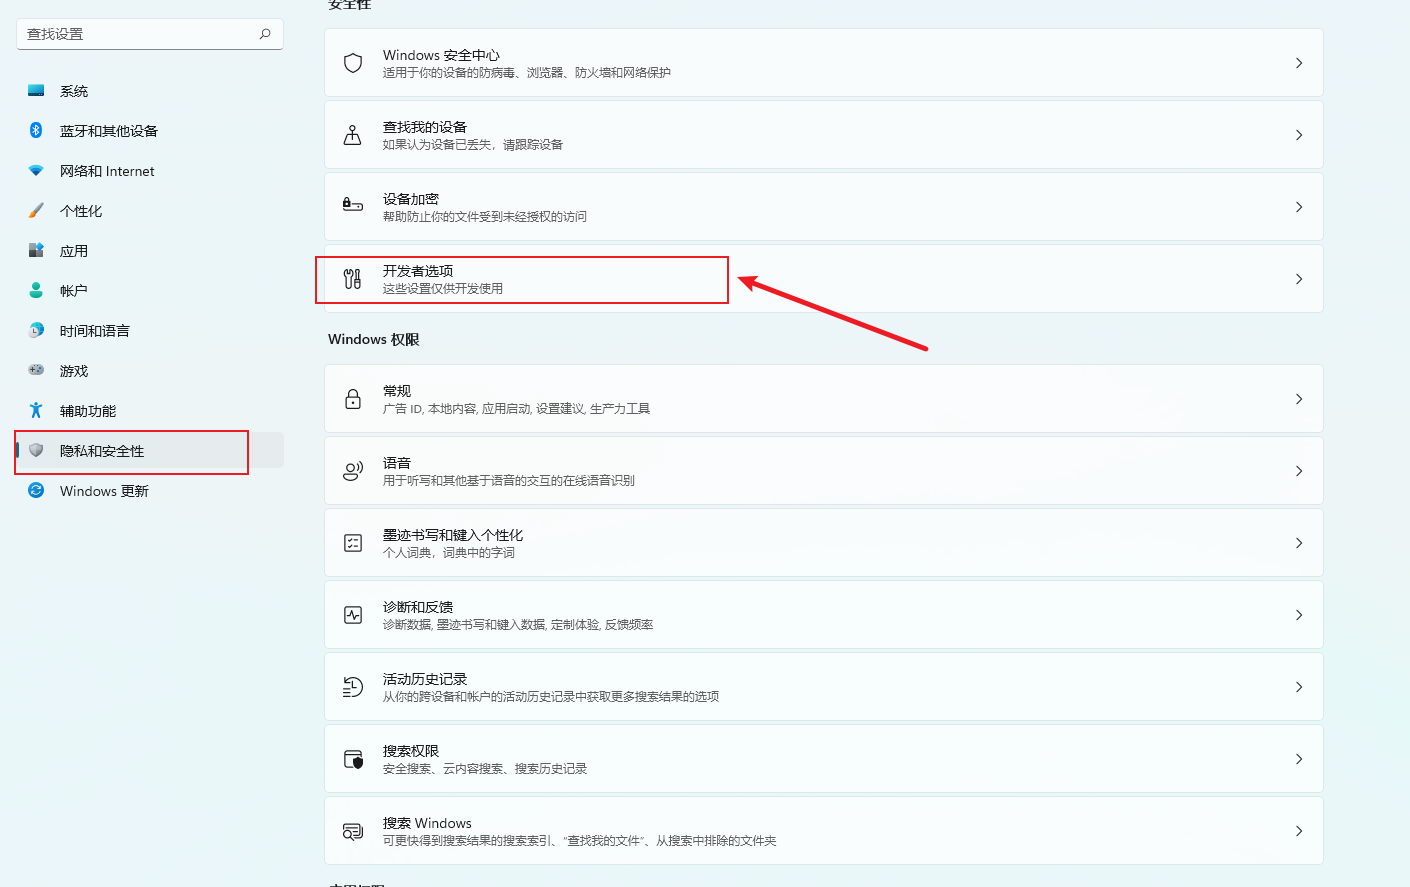 查找设置
系统
蓝牙和其他设备
网络和 Internet
个性化
应用
帐户
时间和语言
游戏
辅助功能
隐私和安全性
Windows 更新
安全性
Windows 安全中心
适用于你的设备的防病毒、浏览器、防火墙和网络保护
查找我的设备
如果认为设备已丢失，请跟踪设备
设备加密
帮助防止你的文件受到未经授权的访问
开发者选项
这些设置仅供开发使用
Windows 权限
常规
广告 ID, 本地内容, 应用启动, 设置建议, 生产力工具
语音
用于听写和其他基于语音的交互的在线语音识别
墨迹书写和键入个性化
个人词典，词典中的字词
诊断和反馈
诊断数据, 墨迹书写和键入数据, 定制体验, 反馈频率
活动历史记录
从你的跨设备和帐户的活动历史记录中获取更多搜索结果的选项
搜索权限
安全搜索、云内容搜索、搜索历史记录
搜索 Windows
可更快得到搜索结果的搜索索引、“查找我的文件”、从搜索中排除的文件夹